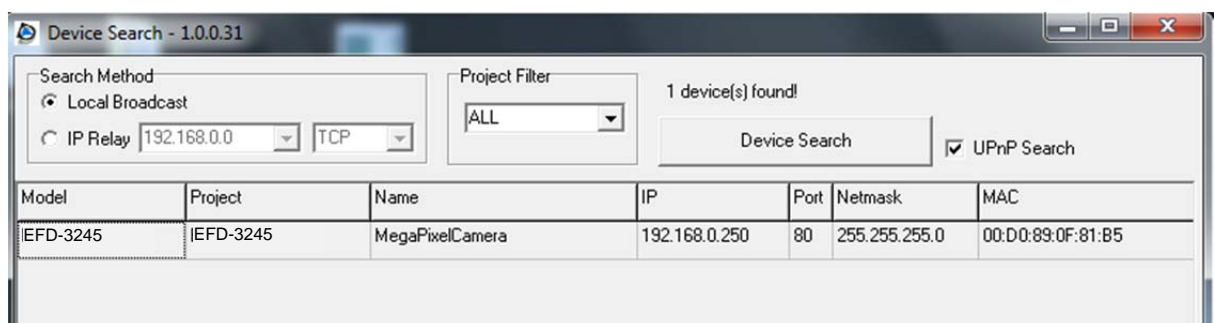 Device Search - 1.0.0.31
Search Method
Local Broadcast
IP Relay 192.168.0.0 TCP
Project Filter
ALL
1 device(s) found!
Device Search
UPnP Search
Model Project Name IP Port Netmask MAC
IEFD-3245 IEFD-3245 MegaPixelCamera 192.168.0.250 80 255.255.255.0 00:D0:89:0F:81:B5